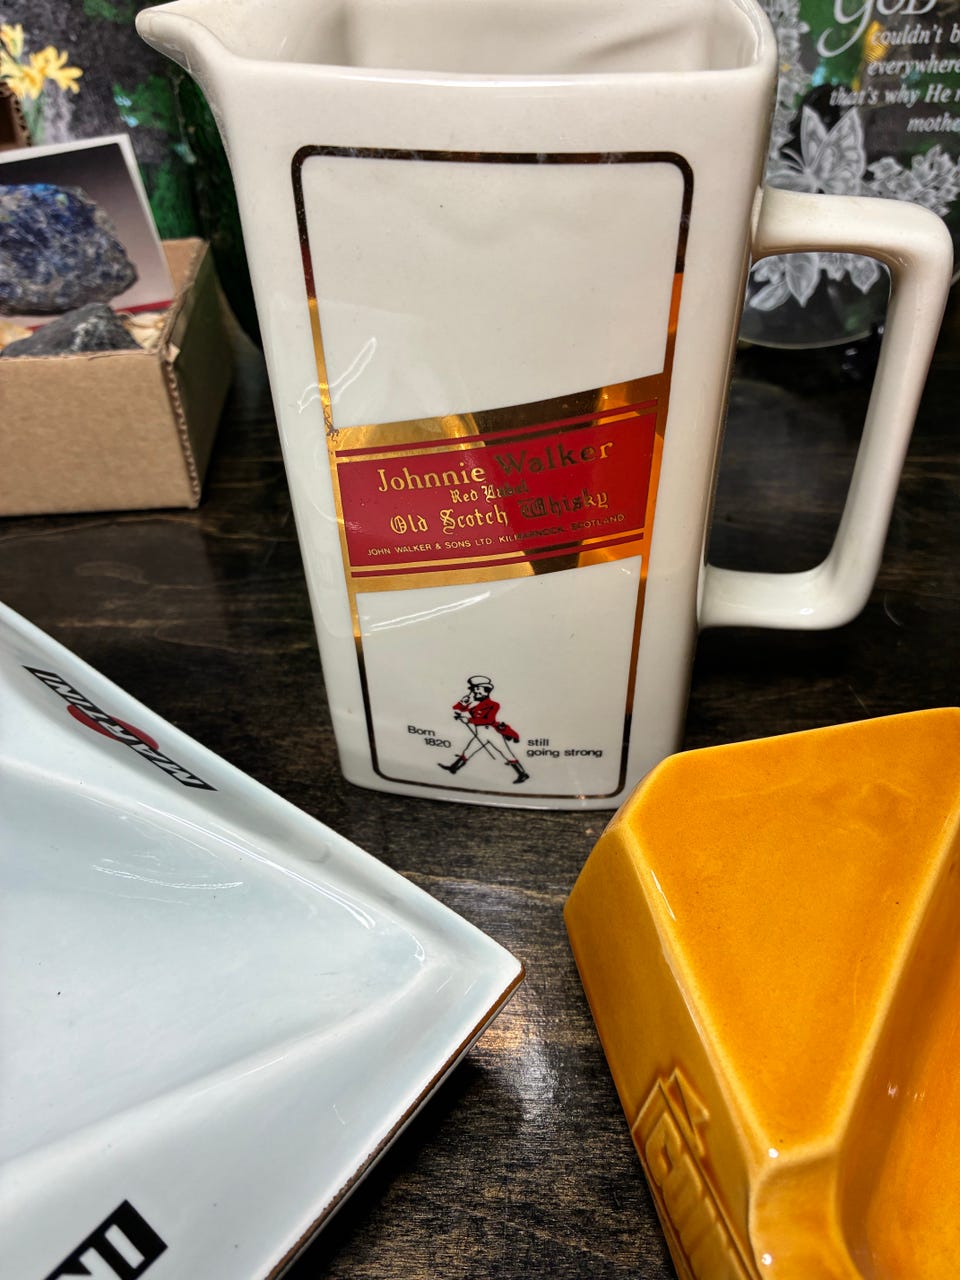 GOD
couldn't b
everywhere
that's why He
mothe
Johnnie Walker
Red Label
Old Scotch Whisky
JOHN WALKER & SONS LTD. KILMARNOCK, SCOTLAND
Born
1820
still
going strong
MARTINI